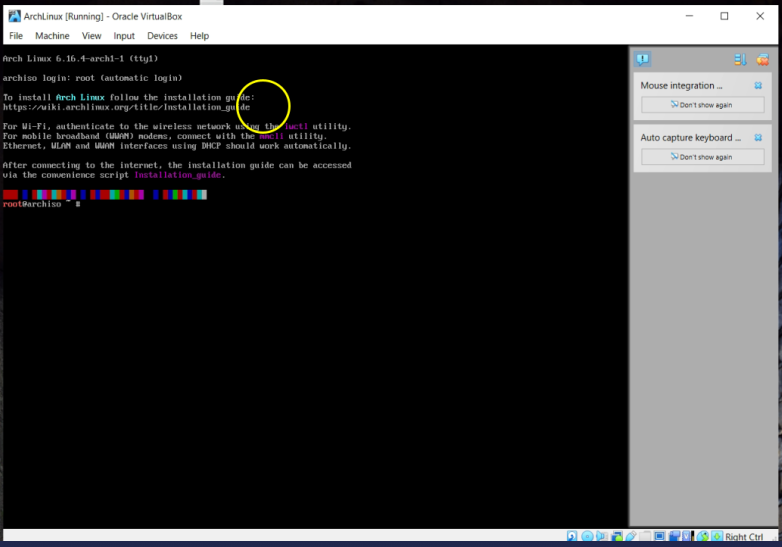 ArchLinux [Running] - Oracle VirtualBox
File Machine View Input Devices Help
Arch Linux 6.16.4-arch1-1 (tty1)
archiso login: root (automatic login)
To install Arch Linux follow the installation guide:
https://wiki.archlinux.org/title/Installation_guide
For Wi-Fi, authenticate to the wireless network using the iwctl utility.
For mobile broadband (WWAN) modems, connect with the mmcli utility.
Ethernet, WLAN and WWAN interfaces using DHCP should work automatically.
After connecting to the internet, the installation guide can be accessed
via the convenience script Installation_guide.
root@archiso ~ #
Mouse integration ...
Don't show again
Auto capture keyboard ...
Don't show again
Right Ctrl